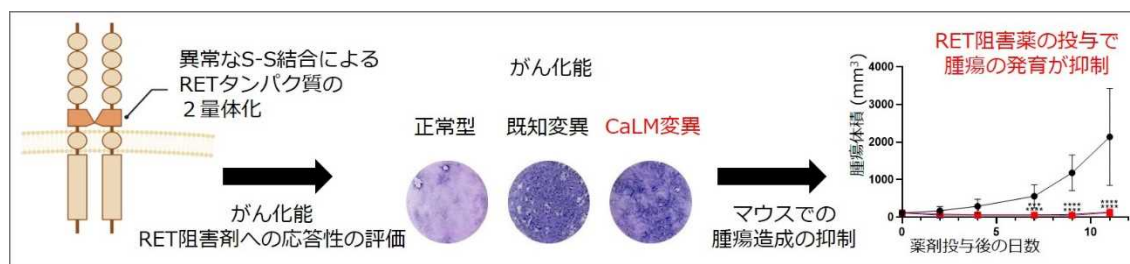 異常なS-S結合による
RETタンパク質の
２量体化
がん化能
RET阻害剤への応答性の評価
がん化能
正常型
既知変異
CaLM変異
マウスでの
腫瘍造成の抑制
RET阻害薬の投与で
腫瘍の発育が抑制
腫瘍体積 (mm³)
4000
3000
2000
1000
0
****
****
****
****
****
****
0
5
10
薬剤投与後の日数